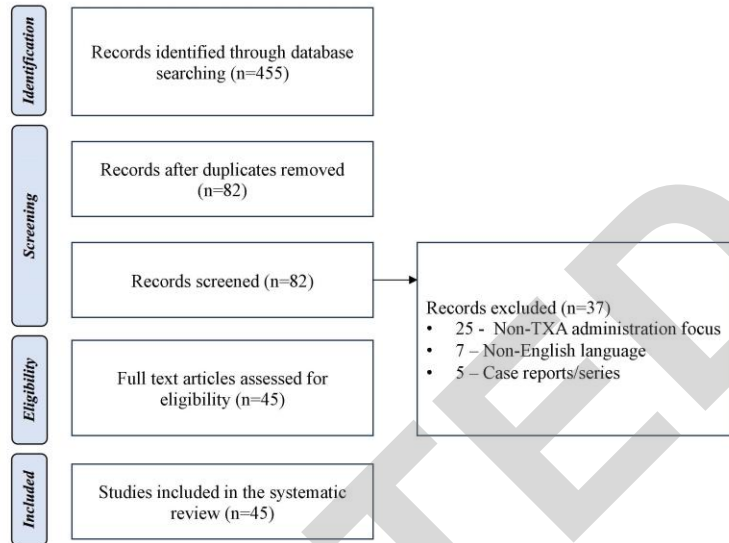 Identification
Records identified through database
searching (n=455)
Screening
Records after duplicates removed
(n=82)
Records screened (n=82)
Records excluded (n=37)
• 25 - Non-TXA administration focus
• 7 – Non-English language
• 5 – Case reports/series
Eligibility
Full text articles assessed for
eligibility (n=45)
Included
Studies included in the systematic
review (n=45)
TED